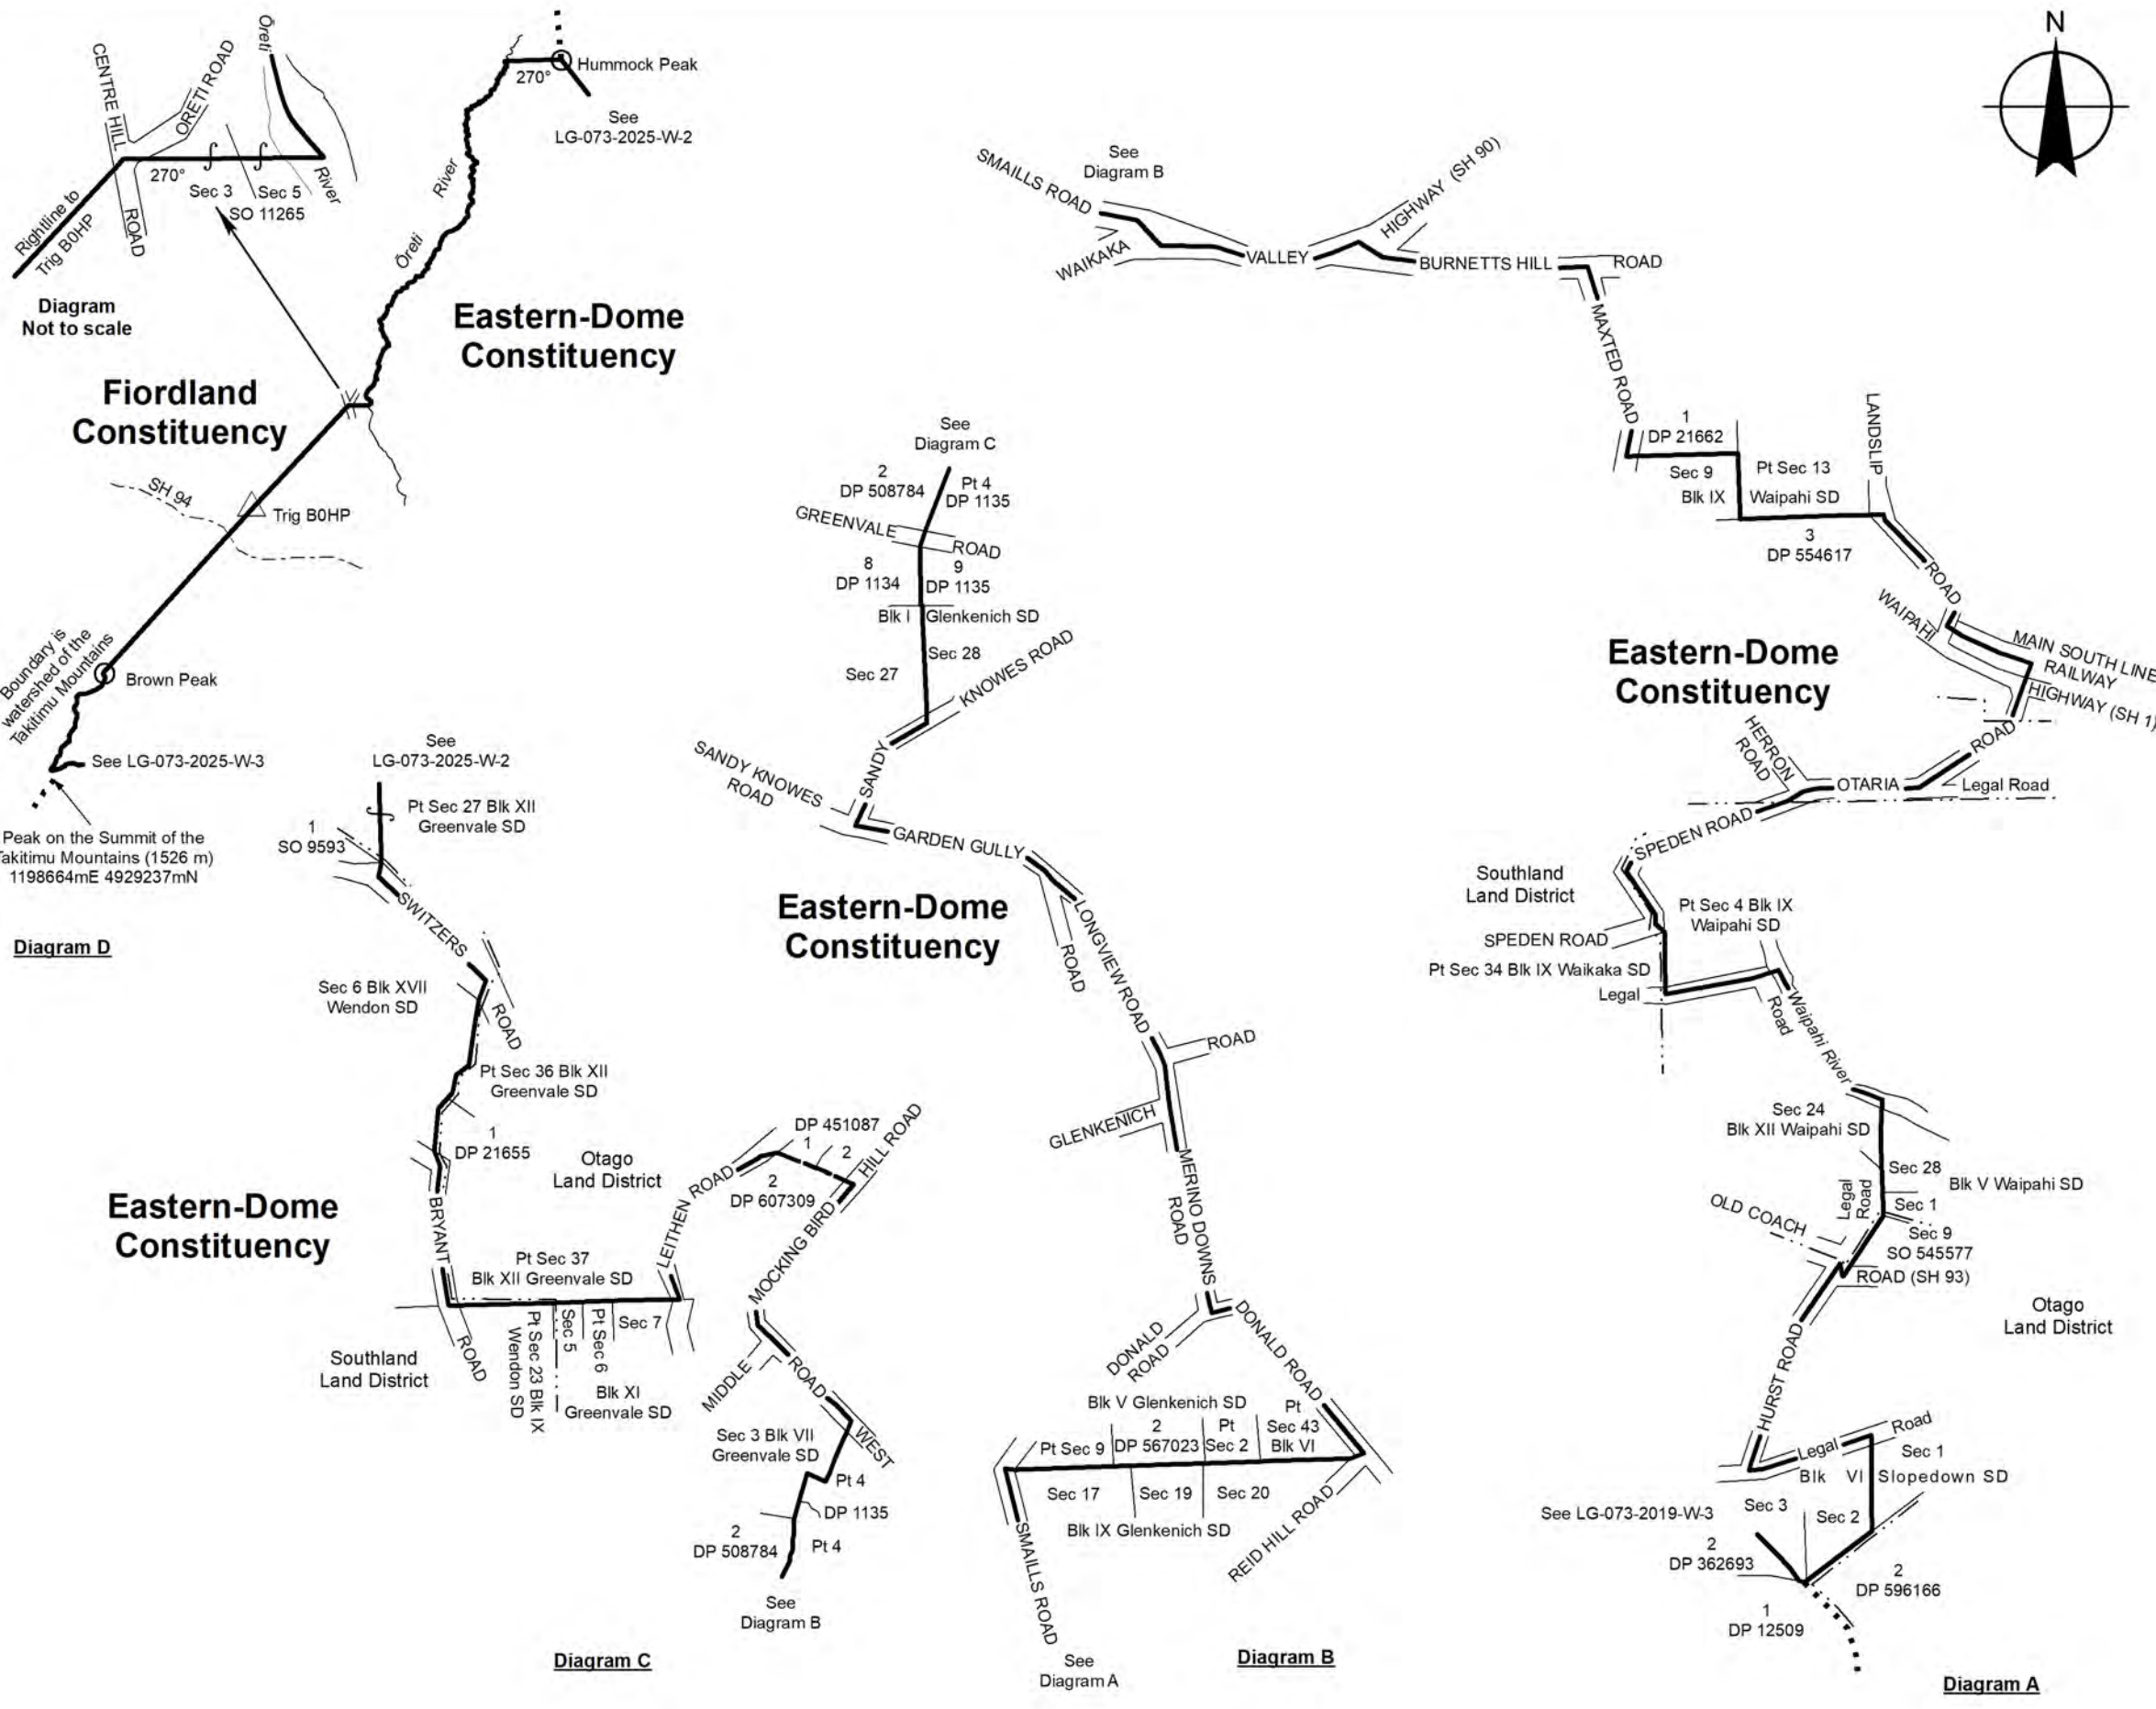 N
Ōreti
CENTRE HILL
ORETI ROAD
270°
Sec 3
Sec 5
SO 11265
River
ROAD
Rightline to
Trig B0HP
Diagram
Not to scale
270°
Hummock Peak
See
LG-073-2025-W-2
River
Ōreti
Eastern-Dome
Constituency
Fiordland
Constituency
SH 94
Trig B0HP
Boundary is
watershed of the
Takitimu Mountains
Brown Peak
See LG-073-2025-W-3
Peak on the Summit of the
Takitimu Mountains (1526 m)
1198664mE 4929237mN
Diagram D
See
LG-073-2025-W-2
Pt Sec 27 Blk XII
Greenvale SD
1
SO 9593
SWITZERS
ROAD
Sec 6 Blk XVII
Wendon SD
Pt Sec 36 Blk XII
Greenvale SD
1
DP 21655
Otago
Land District
Eastern-Dome
Constituency
BRYANT
ROAD
Pt Sec 37
Blk XII Greenvale SD
Pt Sec 23 Blk IX
Wendon SD
Sec 5
Pt Sec 6
Sec 7
Blk XI
Greenvale SD
Southland
Land District
LEITHEN ROAD
DP 451087
1
2
2
DP 607309
MOCKING BIRD
HILL ROAD
MIDDLE
ROAD
WEST
Sec 3 Blk VII
Greenvale SD
Pt 4
DP 1135
2
DP 508784
Pt 4
See
Diagram B
Diagram C
See
Diagram C
2
DP 508784
Pt 4
DP 1135
GREENVALE
ROAD
8
DP 1134
9
DP 1135
Blk I
Glenkenich SD
Sec 28
Sec 27
KNOWES ROAD
SANDY
SANDY KNOWES
ROAD
GARDEN GULLY
ROAD
Eastern-Dome
Constituency
LONGVIEW ROAD
ROAD
GLENKENICH
MERINO DOWNS
ROAD
DONALD
ROAD
DONALD ROAD
Blk V Glenkenich SD
Pt Sec 9
2
DP 567023
Pt
Sec 2
Pt
Sec 43
Blk VI
Sec 17
Sec 19
Sec 20
Blk IX Glenkenich SD
REID HILL ROAD
SMAILLS ROAD
See
Diagram A
Diagram B
See
Diagram B
SMAILLS ROAD
WAIKAKA
VALLEY
HIGHWAY (SH 90)
BURNETTS HILL
ROAD
MAXTED ROAD
1
DP 21662
Sec 9
Blk IX
Pt Sec 13
Waipahi SD
3
DP 554617
LANDSLIP
ROAD
WAIPAHI
MAIN SOUTH LINE
RAILWAY
HIGHWAY (SH 1)
Eastern-Dome
Constituency
HERRON
ROAD
OTARIA
ROAD
Legal Road
SPEDEN ROAD
Southland
Land District
Pt Sec 4 Blk IX
Waipahi SD
SPEDEN ROAD
Pt Sec 34 Blk IX Waikaka SD
Legal
Road
Waipahi River
Sec 24
Blk XII Waipahi SD
Sec 28
Blk V Waipahi SD
Legal
Road
Sec 1
OLD COACH
Sec 9
SO 545577
ROAD (SH 93)
Otago
Land District
HURST ROAD
Legal
Road
Sec 1
Blk VI Slopedown SD
Sec 3
Sec 2
See LG-073-2019-W-3
2
DP 362693
2
DP 596166
1
DP 12509
Diagram A